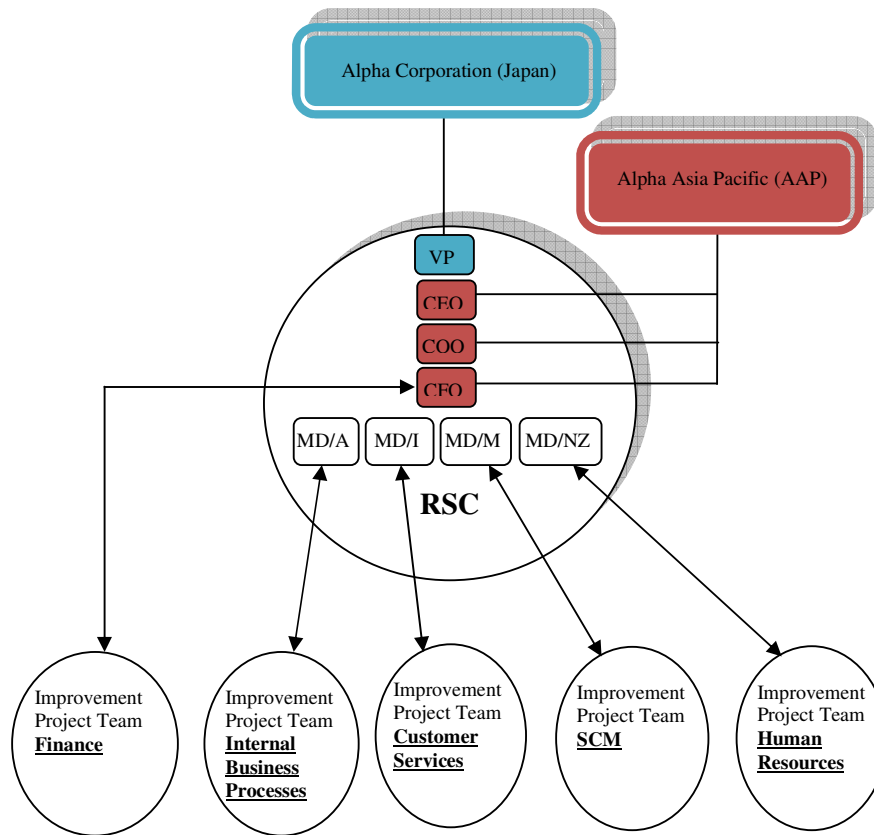 Alpha Corporation (Japan)
Alpha Asia Pacific (AAP)
VP
CEO
COO
CFO
MD/A
MD/I
MD/M
MD/NZ
RSC
Improvement
Project Team
Finance
Improvement
Project Team
Internal
Business
Processes
Improvement
Project Team
Customer
Services
Improvement
Project Team
SCM
Improvement
Project Team
Human
Resources